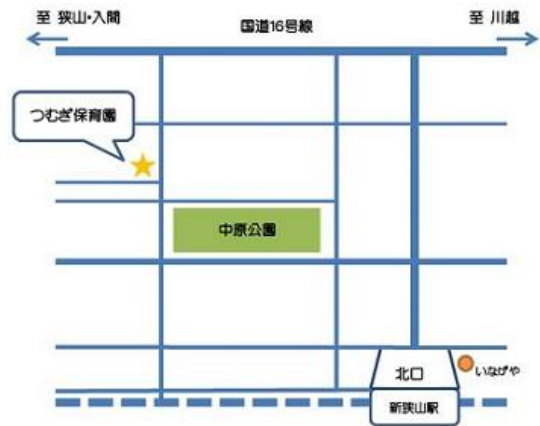 至 狭山・入間
国道16号線
至 川越
つむぎ保育園
中原公園
北口
いなげや
新狭山駅